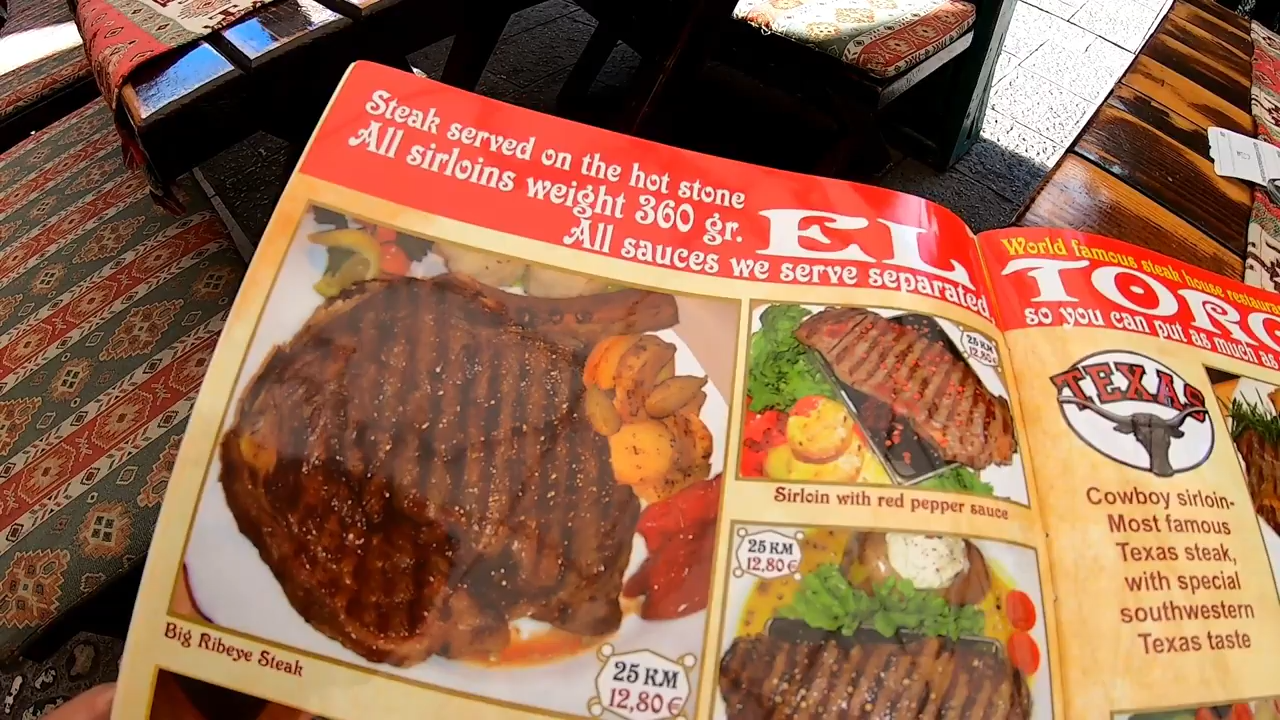 Steak served on the hot stone
All sirloins weight 360 gr.
All sauces we serve separated,
EL
World famous steak house
TORO
so you can put as much as
25 KM
12,80€
Sirloin with red pepper sauce
25 KM
12,80€
Big Ribeye Steak
25 KM
12,80€
TEXAS
Cowboy sirloin-
Most famous
Texas steak,
with special
southwestern
Texas taste